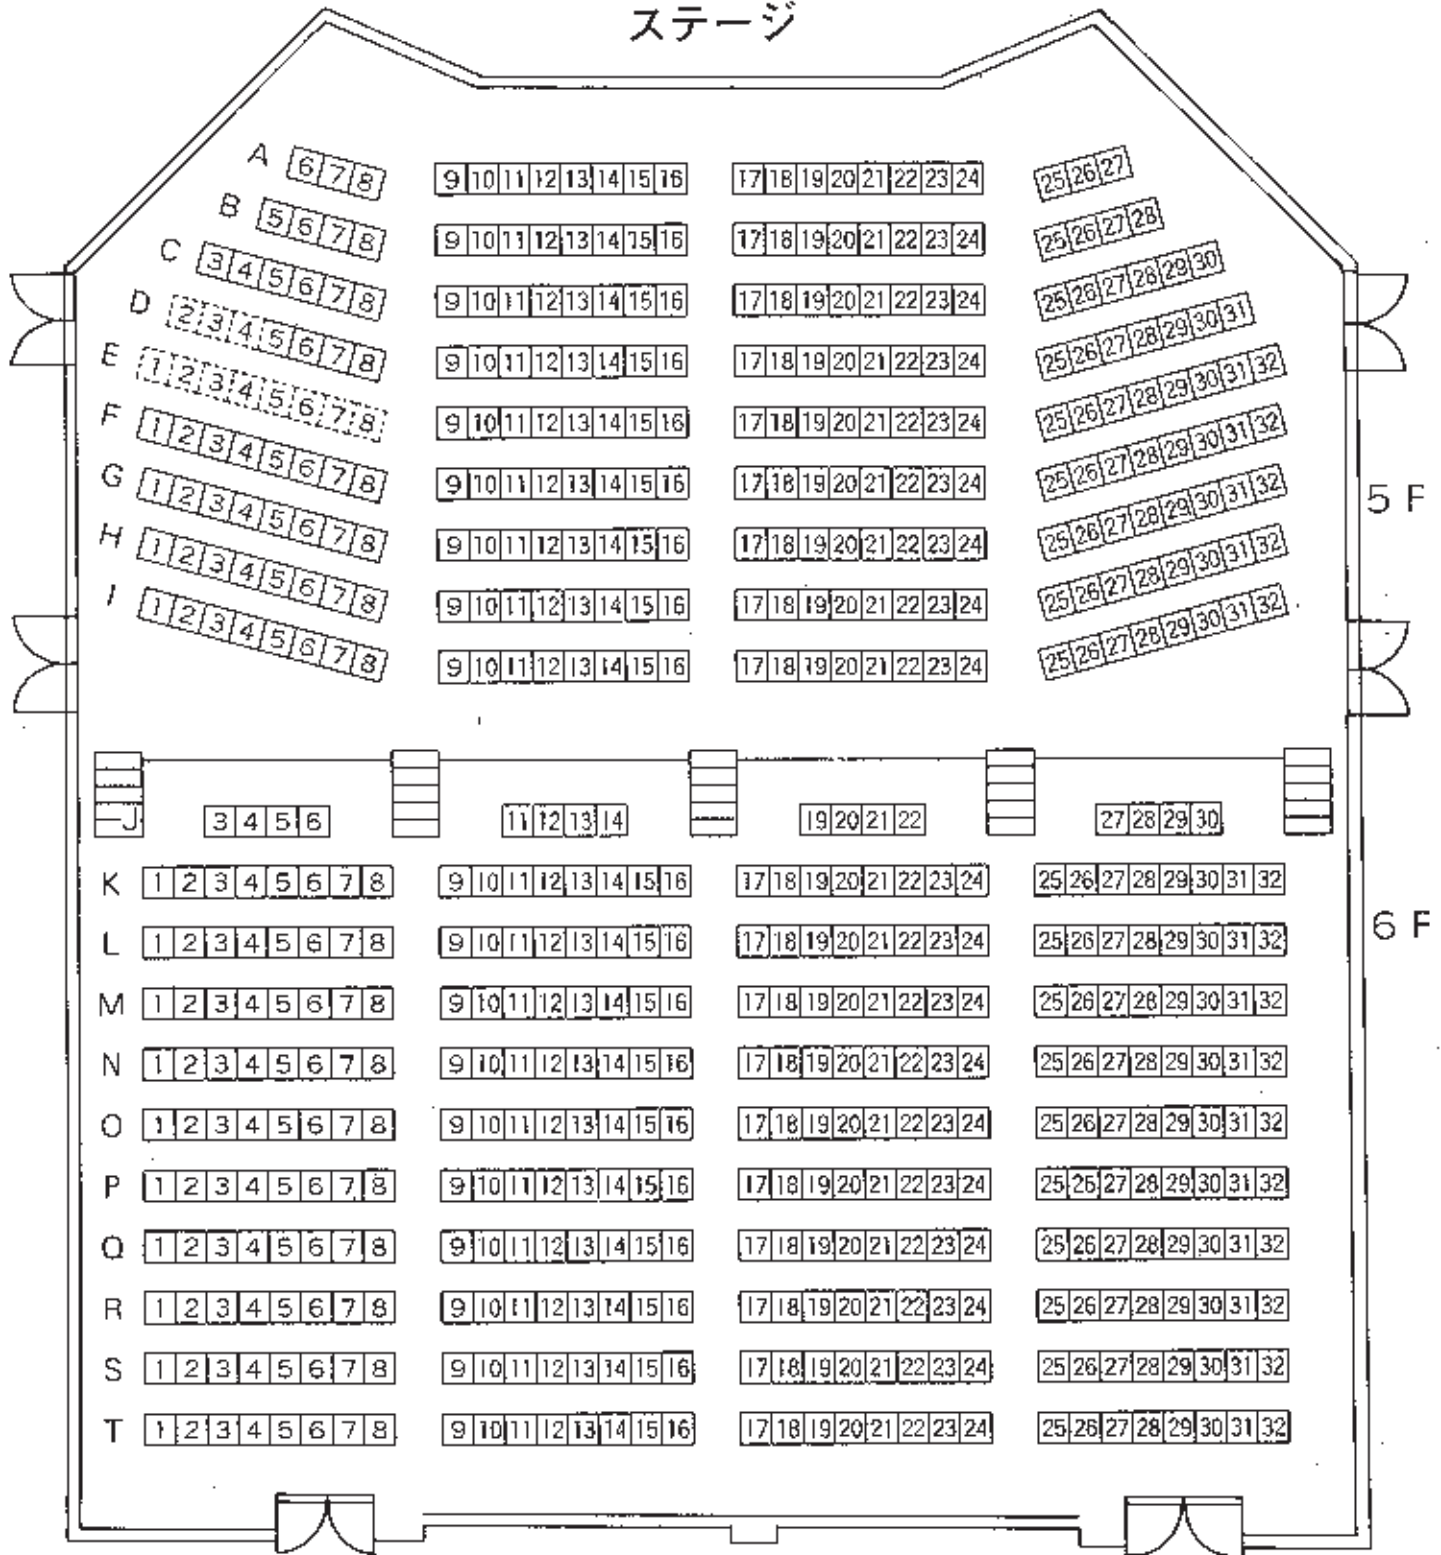 ステージ
A 6 7 8 9 10 11 12 13 14 15 16 17 18 19 20 21 22 23 24 25 26 27
B 5 6 7 8 9 10 11 12 13 14 15 16 17 18 19 20 21 22 23 24 25 26 27 28
C 3 4 5 6 7 8 9 10 11 12 13 14 15 16 17 18 19 20 21 22 23 24 25 26 27 28 29 30
D 2 3 4 5 6 7 8 9 10 11 12 13 14 15 16 17 18 19 20 21 22 23 24 25 26 27 28 29 30 31
E 1 2 3 4 5 6 7 8 9 10 11 12 13 14 15 16 17 18 19 20 21 22 23 24 25 26 27 28 29 30 31 32
F 1 2 3 4 5 6 7 8 9 10 11 12 13 14 15 16 17 18 19 20 21 22 23 24 25 26 27 28 29 30 31 32
G 1 2 3 4 5 6 7 8 9 10 11 12 13 14 15 16 17 18 19 20 21 22 23 24 25 26 27 28 29 30 31 32
5F
H 1 2 3 4 5 6 7 8 9 10 11 12 13 14 15 16 17 18 19 20 21 22 23 24 25 26 27 28 29 30 31 32
I 1 2 3 4 5 6 7 8 9 10 11 12 13 14 15 16 17 18 19 20 21 22 23 24 25 26 27 28 29 30 31 32
J 3 4 5 6 11 12 13 14 19 20 21 22 27 28 29 30
K 1 2 3 4 5 6 7 8 9 10 11 12 13 14 15 16 17 18 19 20 21 22 23 24 25 26 27 28 29 30 31 32
6F
L 1 2 3 4 5 6 7 8 9 10 11 12 13 14 15 16 17 18 19 20 21 22 23 24 25 26 27 28 29 30 31 32
M 1 2 3 4 5 6 7 8 9 10 11 12 13 14 15 16 17 18 19 20 21 22 23 24 25 26 27 28 29 30 31 32
N 1 2 3 4 5 6 7 8 9 10 11 12 13 14 15 16 17 18 19 20 21 22 23 24 25 26 27 28 29 30 31 32
O 1 2 3 4 5 6 7 8 9 10 11 12 13 14 15 16 17 18 19 20 21 22 23 24 25 26 27 28 29 30 31 32
P 1 2 3 4 5 6 7 8 9 10 11 12 13 14 15 16 17 18 19 20 21 22 23 24 25 26 27 28 29 30 31 32
Q 1 2 3 4 5 6 7 8 9 10 11 12 13 14 15 16 17 18 19 20 21 22 23 24 25 26 27 28 29 30 31 32
R 1 2 3 4 5 6 7 8 9 10 11 12 13 14 15 16 17 18 19 20 21 22 23 24 25 26 27 28 29 30 31 32
S 1 2 3 4 5 6 7 8 9 10 11 12 13 14 15 16 17 18 19 20 21 22 23 24 25 26 27 28 29 30 31 32
T 1 2 3 4 5 6 7 8 9 10 11 12 13 14 15 16 17 18 19 20 21 22 23 24 25 26 27 28 29 30 31 32